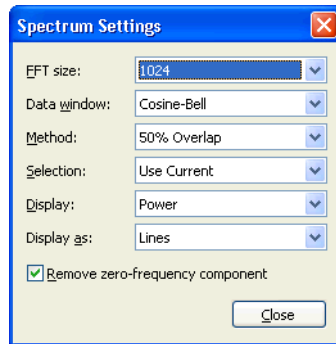 Spectrum Settings
FFT size: 1024
Data window: Cosine-Bell
Method: 50% Overlap
Selection: Use Current
Display: Power
Display as: Lines
Remove zero-frequency component
Close